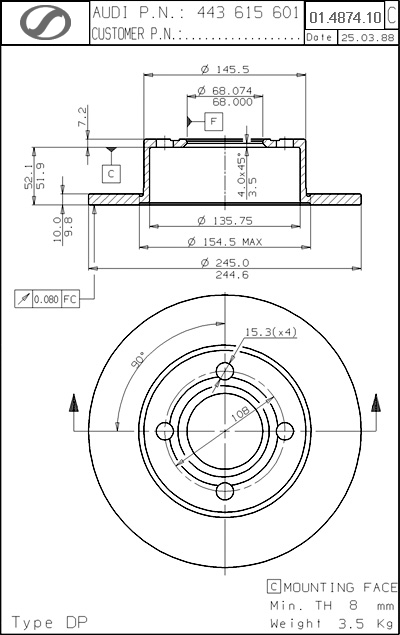 AUDI P.N.: 443 615 601
CUSTOMER P.N.:..................
01.4874.10 C
Date 25.03.88
Ø 145.5
Ø 68.074
68.000
7.2
F
C
52.1
51.9
4.0x45°
3.5
10.0
9.8
Ø 135.75
Ø 154.5 MAX
Ø 245.0
244.6
0.080 FC
15.3(x4)
90°
108
C MOUNTING FACE
Min. TH 8 mm
Type DP
Weight 3.5 Kg